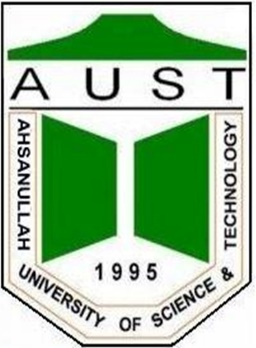 AUST
AHSANULLAH UNIVERSITY OF SCIENCE & TECHNOLOGY
1995